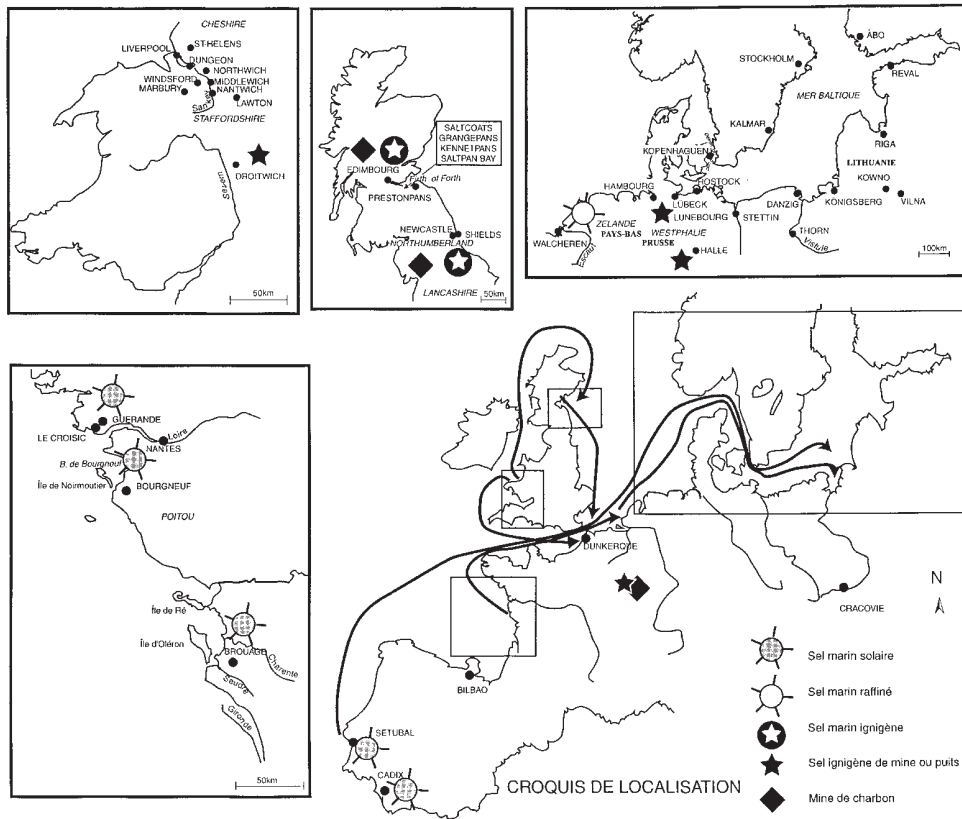 CHESHIRE
LIVERPOOL
ST-HELENS
DUNGEON
NORTHWICH
WINDSFORD
MIDDLEWICH
MARBURY
NANTWICH
Sankey
LAWTON
STAFFORDSHIRE
DROITWICH
Severn
50km
SALTCOATS
GRANGEPANS
KENNETPANS
SALTPAN BAY
EDIMBOURG
Firth of Forth
PRESTONPANS
NEWCASTLE
SHIELDS
NORTHUMBERLAND
LANCASHIRE
50km
ÅBO
STOCKHOLM
REVAL
MER BALTIQUE
KALMAR
RIGA
KOPENHAGUEN
LITHUANIE
ROSTOCK
KOWNO
HAMBOURG
DANZIG
LÜBECK
KÖNIGSBERG
VILNA
ZELANDE
LUNEBOURG
STETTIN
PAYS-BAS
WESTPHALIE
WALCHEREN
PRUSSE
THORN
Escaut
HALLE
Vistule
100km
GUERANDE
LE CROISIC
Loire
NANTES
B. de Bourgneuf
Île de Noirmoutier
BOURGNEUF
POITOU
Île de Ré
Île d'Oléron
BROUAGE
Charente
Seudre
Gironde
50km
DUNKERQUE
CRACOVIE
BILBAO
SETUBAL
CADIX
N
Sel marin solaire
Sel marin raffiné
Sel marin ignigène
Sel ignigène de mine ou puits
Mine de charbon
CROQUIS DE LOCALISATION